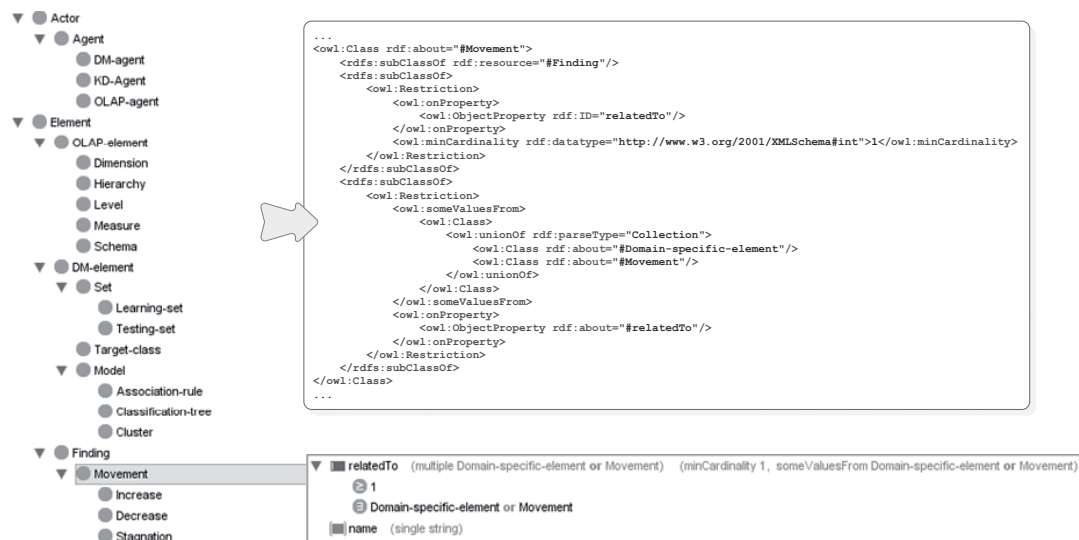 Actor
Agent
DM-agent
KD-Agent
OLAP-agent
Element
OLAP-element
Dimension
Hierarchy
Level
Measure
Schema
DM-element
Set
Learning-set
Testing-set
Target-class
Model
Association-rule
Classification-tree
Cluster
Finding
Movement
Increase
Decrease
Stagnation
...
<owl:Class rdf:about="#Movement">
<rdfs:subClassOf rdf:resource="#Finding"/>
<rdfs:subClassOf>
<owl:Restriction>
<owl:onProperty>
<owl:ObjectProperty rdf:ID="relatedTo"/>
</owl:onProperty>
<owl:minCardinality rdf:datatype="http://www.w3.org/2001/XMLSchema#int">1</owl:minCardinality>
</owl:Restriction>
</rdfs:subClassOf>
<rdfs:subClassOf>
<owl:Restriction>
<owl:someValuesFrom>
<owl:Class>
<owl:unionOf rdf:parseType="Collection">
<owl:Class rdf:about="#Domain-specific-element"/>
<owl:Class rdf:about="#Movement"/>
</owl:unionOf>
</owl:Class>
</owl:someValuesFrom>
<owl:onProperty>
<owl:ObjectProperty rdf:about="#relatedTo"/>
</owl:onProperty>
</owl:Restriction>
</rdfs:subClassOf>
</owl:Class>
...
relatedTo (multiple Domain-specific-element or Movement) (minCardinality 1, someValuesFrom Domain-specific-element or Movement)
≥ 1
∃ Domain-specific-element or Movement
name (single string)